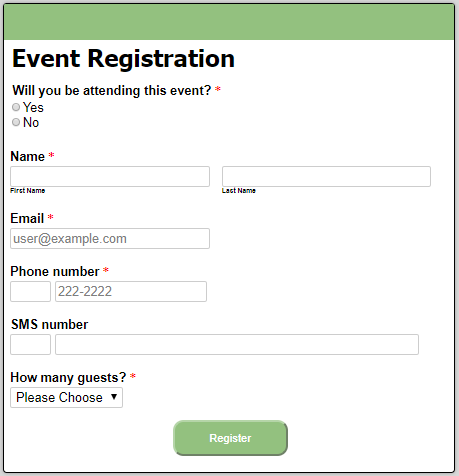 Event Registration
Will you be attending this event? *
Yes
No
Name *
First Name Last Name
Email *
user@example.com
Phone number *
222-2222
SMS number
How many guests? *
Please Choose
Register